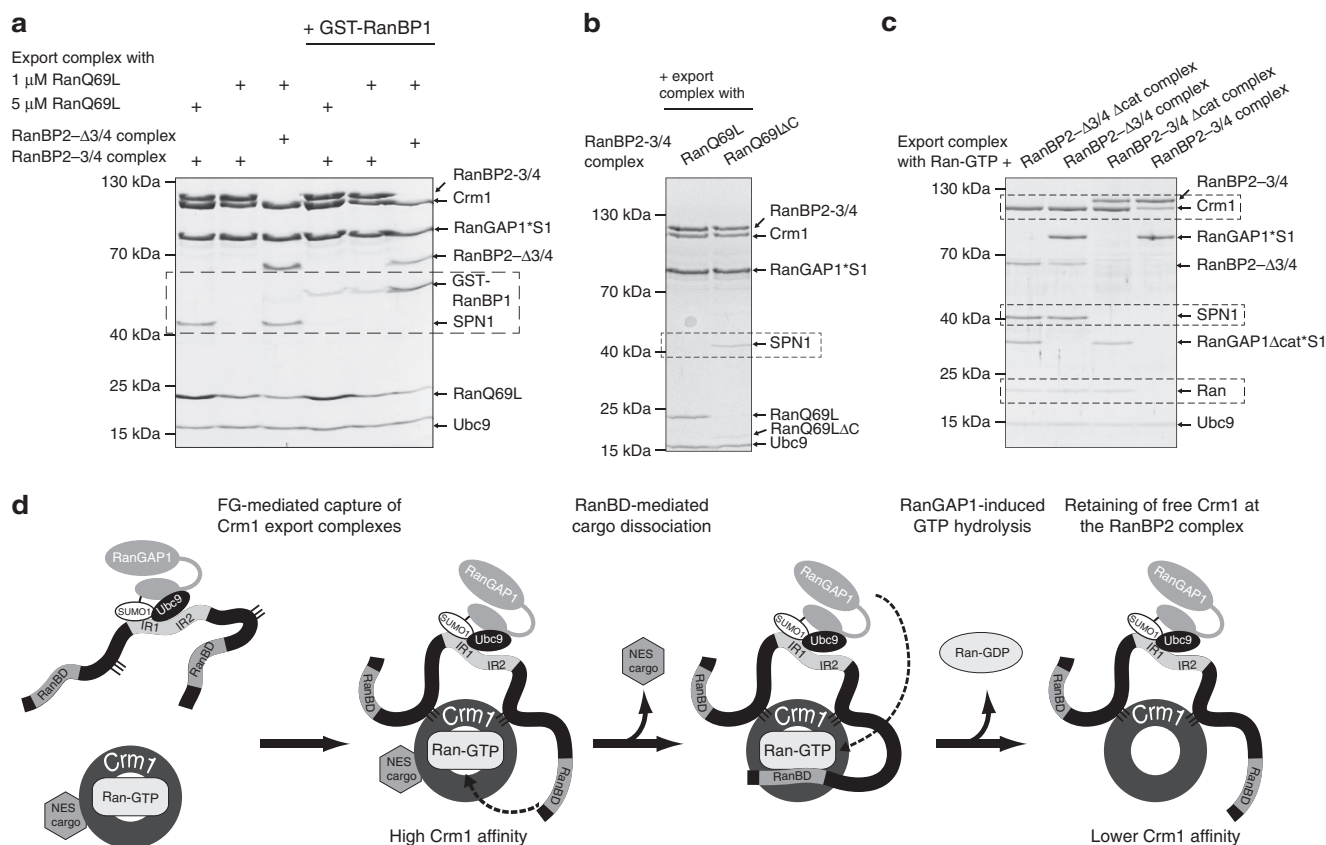 a
+ GST-RanBP1
Export complex with
1 μM RanQ69L + + + +
5 μM RanQ69L + +
RanBP2–Δ3/4 complex + +
RanBP2–3/4 complex + + + +
130 kDa
70 kDa
40 kDa
25 kDa
15 kDa
RanBP2-3/4
Crm1
RanGAP1*S1
RanBP2–Δ3/4
GST-
RanBP1
SPN1
RanQ69L
Ubc9
b
+ export
complex with
RanBP2-3/4
complex
RanQ69L
RanQ69LΔC
130 kDa
70 kDa
40 kDa
25 kDa
15 kDa
RanBP2-3/4
Crm1
RanGAP1*S1
SPN1
RanQ69L
RanQ69LΔC
Ubc9
c
Export complex
with Ran-GTP +
RanBP2–Δ3/4 Δcat complex
RanBP2–Δ3/4 complex
RanBP2–3/4 Δcat complex
RanBP2–3/4 complex
130 kDa
70 kDa
40 kDa
25 kDa
15 kDa
RanBP2–3/4
Crm1
RanGAP1*S1
RanBP2–Δ3/4
SPN1
RanGAP1Δcat*S1
Ran
Ubc9
d
FG-mediated capture of
Crm1 export complexes
RanBD-mediated
cargo dissociation
RanGAP1-induced
GTP hydrolysis
Retaining of free Crm1 at
the RanBP2 complex
RanGAP1
SUMO1
Ubc9
IR1
IR2
RanBD
RanBD
Crm1
Ran-GTP
NES
cargo
RanGAP1
SUMO1
Ubc9
IR1
IR2
RanBD
Crm1
Ran-GTP
NES
cargo
RanBD
High Crm1 affinity
NES
cargo
RanGAP1
SUMO1
Ubc9
IR1
IR2
RanBD
Crm1
Ran-GTP
RanBD
Ran-GDP
RanGAP1
SUMO1
Ubc9
IR1
IR2
RanBD
Crm1
RanBD
Lower Crm1 affinity